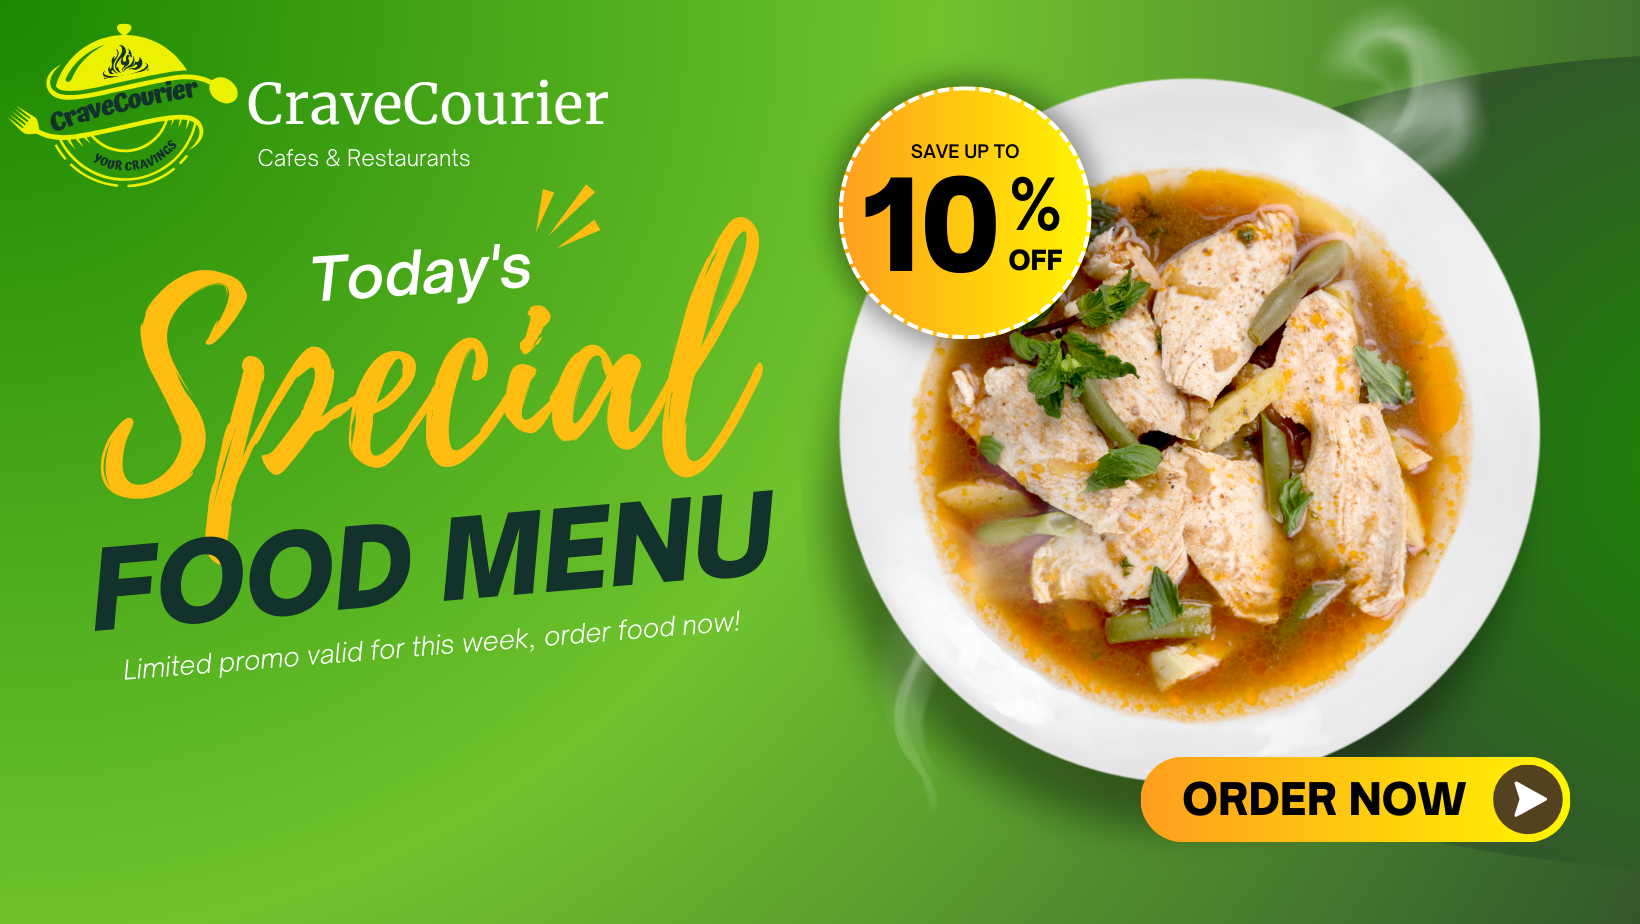 CraveCourier
YOUR CRAVINGS
CraveCourier
Cafes & Restaurants
Today's
Special
FOOD MENU
Limited promo valid for this week, order food now!
SAVE UP TO
10%
OFF
ORDER NOW